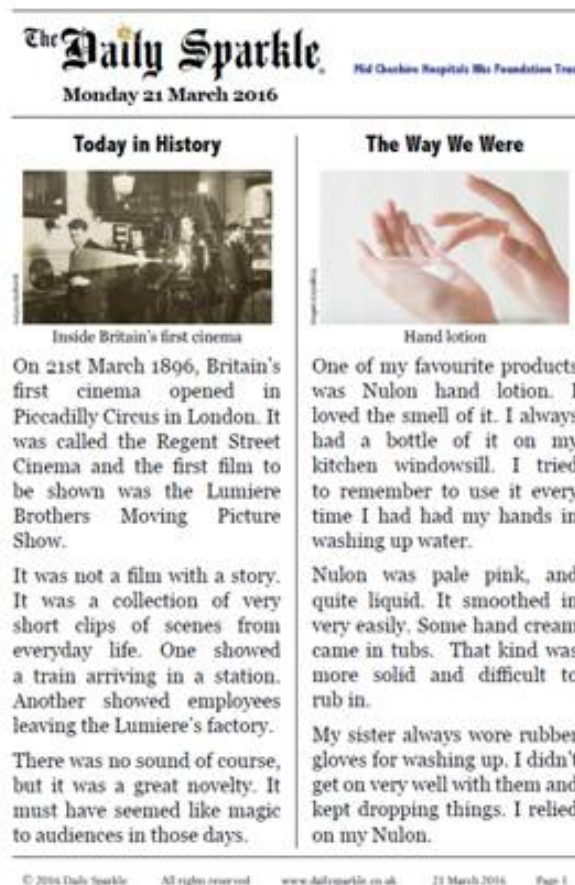 The Daily Sparkle
Mid Cheshire Hospitals Nhs Foundation Trus
Monday 21 March 2016
Today in History
Inside Britain's first cinema
On 21st March 1896, Britain's
first cinema opened in
Piccadilly Circus in London. It
was called the Regent Street
Cinema and the first film to
be shown was the Lumiere
Brothers Moving Picture
Show.
It was not a film with a story.
It was a collection of very
short clips of scenes from
everyday life. One showed
a train arriving in a station.
Another showed employees
leaving the Lumiere's factory.
There was no sound of course,
but it was a great novelty. It
must have seemed like magic
to audiences in those days.
The Way We Were
Hand lotion
One of my favourite products
was Nulon hand lotion. I
loved the smell of it. I always
had a bottle of it on my
kitchen windowsill. I tried
to remember to use it every
time I had had my hands in
washing up water.
Nulon was pale pink, and
quite liquid. It smoothed in
very easily. Some hand cream
came in tubs. That kind was
more solid and difficult to
rub in.
My sister always wore rubber
gloves for washing up. I didn't
get on very well with them and
kept dropping things. I relied
on my Nulon.
© 2016 Daily Sparkle All rights reserved www.dailysparkle.co.uk 21 March 2016 Page 1